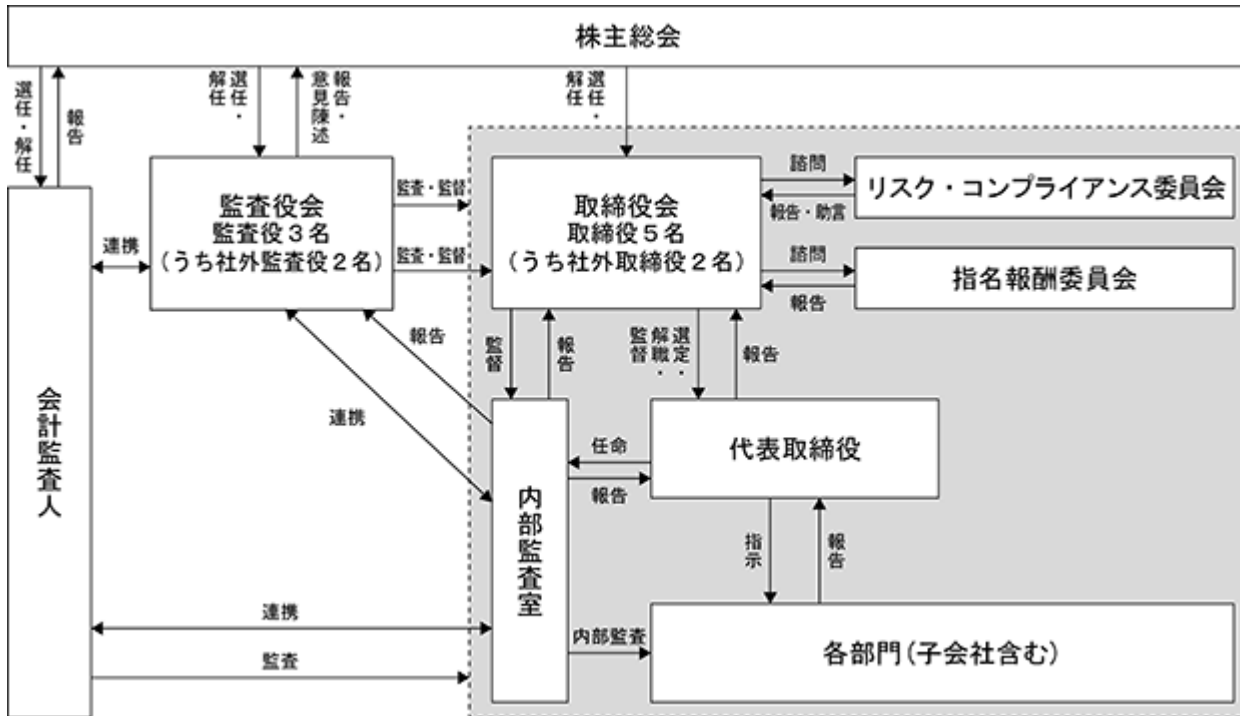 株主総会
選任・解任
報告
選任・
解任
報告・
意見陳述
選任・
解任
監査役会
監査役3名
(うち社外監査役2名)
監査・監督
監査・監督
取締役会
取締役5名
(うち社外取締役2名)
諮問
報告・助言
リスク・コンプライアンス委員会
諮問
報告
指名報酬委員会
連携
報告
連携
監督
報告
選定・
解職・
監督
報告
会計監査人
内部監査室
任命
報告
代表取締役
指示
報告
連携
監査
内部監査
各部門(子会社含む)